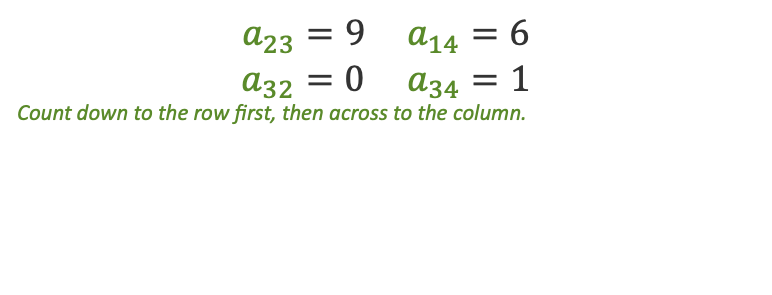 a₂₃ = 9 a₁₄ = 6
a₃₂ = 0 a₃₄ = 1
Count down to the row first, then across to the column.